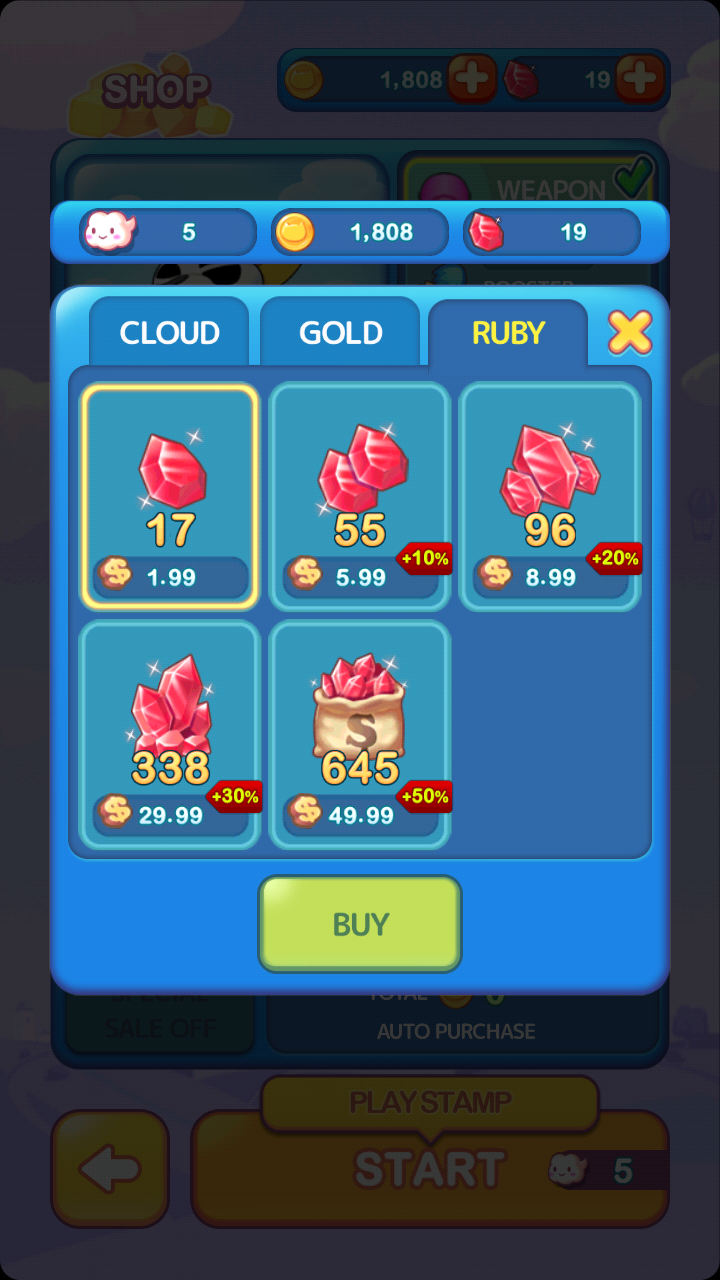 SHOP
1,808
19
WEAPON
BOOSTER
5
1,808
19
CLOUD
GOLD
RUBY
17
1.99
55
+10%
5.99
96
+20%
8.99
338
+30%
29.99
645
+50%
49.99
BUY
SPECIAL
SALE OFF
TOTAL 0
AUTO PURCHASE
PLAY STAMP
START
5